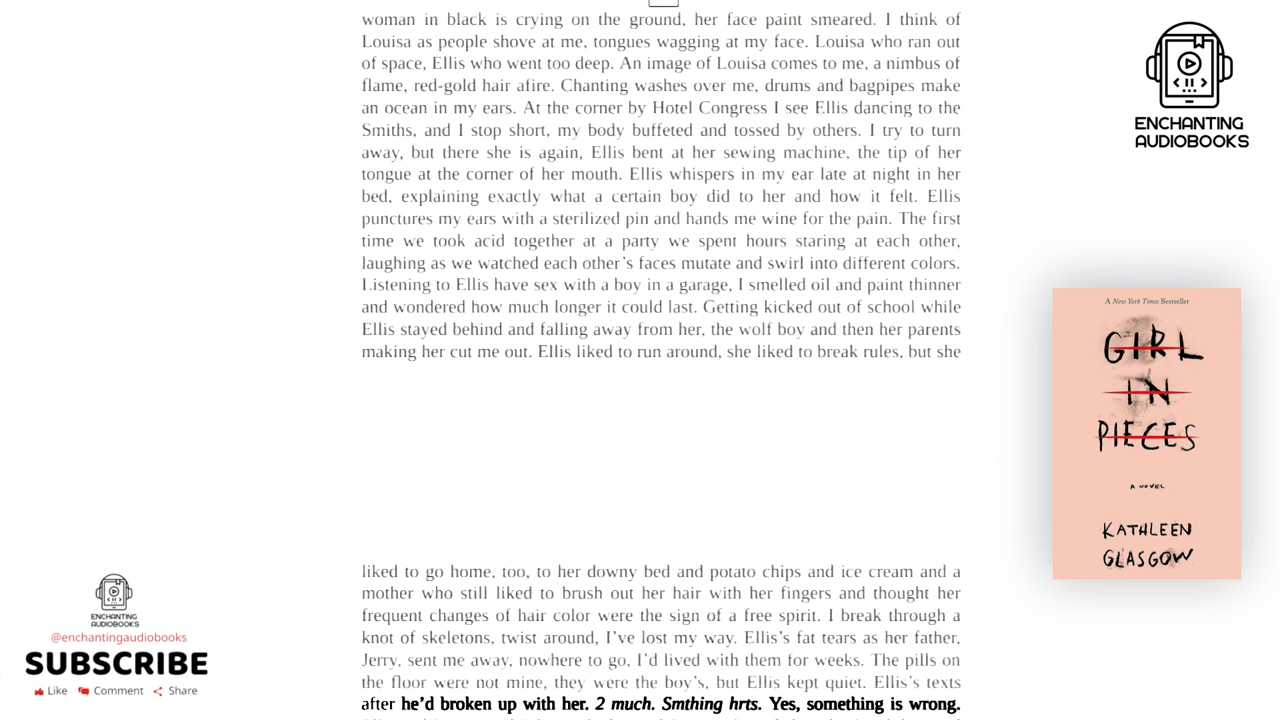 woman in black is crying on the ground, her face paint smeared. I think of
Louisa as people shove at me, tongues wagging at my face. Louisa who ran out
of space, Ellis who went too deep. An image of Louisa comes to me, a nimbus of
flame, red-gold hair afire. Chanting washes over me, drums and bagpipes make
an ocean in my ears. At the corner by Hotel Congress I see Ellis dancing to the
Smiths, and I stop short, my body buffeted and tossed by others. I try to turn
away, but there she is again, Ellis bent at her sewing machine, the tip of her
tongue at the corner of her mouth. Ellis whispers in my ear late at night in her
bed, explaining exactly what a certain boy did to her and how it felt. Ellis
punctures my ears with a sterilized pin and hands me wine for the pain. The first
time we took acid together at a party we spent hours staring at each other,
laughing as we watched each other's faces mutate and swirl into different colors.
Listening to Ellis have sex with a boy in a garage, I smelled oil and paint thinner
and wondered how much longer it could last. Getting kicked out of school while
Ellis stayed behind and falling away from her, the wolf boy and then her parents
making her cut me out. Ellis liked to run around, she liked to break rules, but she
liked to go home, too, to her downy bed and potato chips and ice cream and a
mother who still liked to brush out her hair with her fingers and thought her
frequent changes of hair color were the sign of a free spirit. I break through a
knot of skeletons, twist around, I've lost my way. Ellis's fat tears as her father,
Jerry, sent me away, nowhere to go, I'd lived with them for weeks. The pills on
the floor were not mine, they were the boy's, but Ellis kept quiet. Ellis's texts
after he'd broken up with her. 2 much. Smthing hrts. Yes, something is wrong.
ENCHANTING
AUDIOBOOKS
A New York Times Bestseller
GIRL
IN
PIECES
A NOVEL
KATHLEEN
GLASGOW
ENCHANTING
AUDIOBOOKS
@enchantingaudiobooks
SUBSCRIBE
Like Comment Share